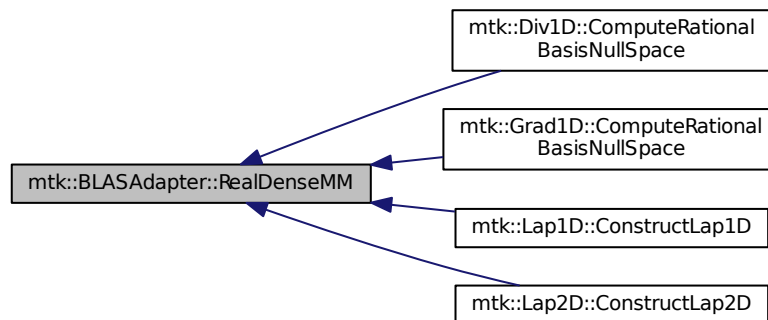 mtk::Div1D::ComputeRational
BasisNullSpace
mtk::Grad1D::ComputeRational
BasisNullSpace
mtk::BLASAdapter::RealDenseMM
mtk::Lap1D::ConstructLap1D
mtk::Lap2D::ConstructLap2D